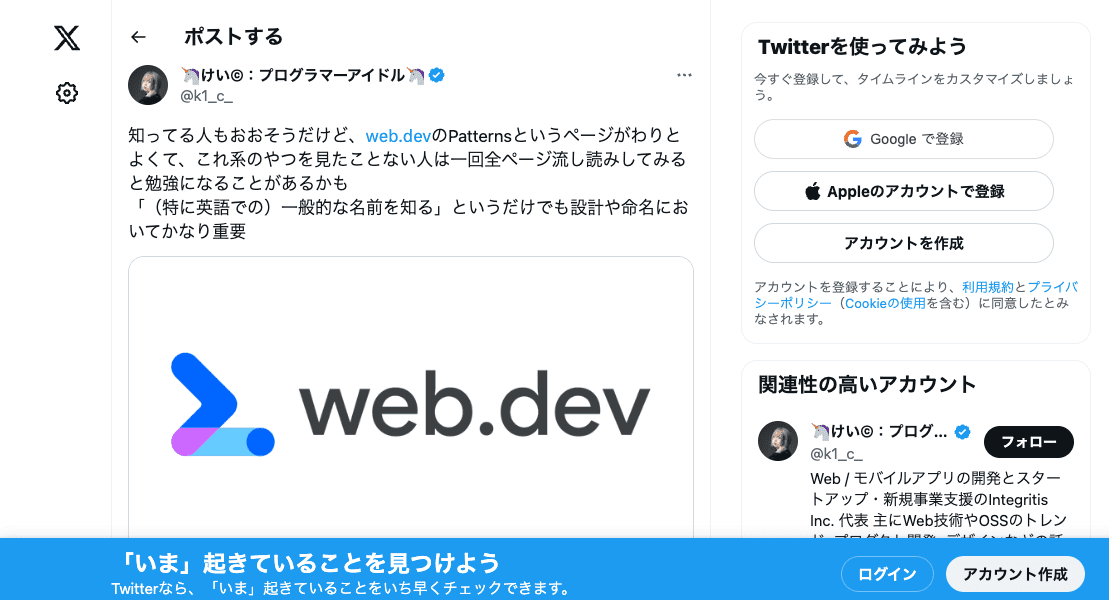 ポストする
🦄けい©：プログラマーアイドル🦄
@k1_c_
知ってる人もおおそうだけど、web.devのPatternsというページがわりと
よくて、これ系のやつを見たことない人は一回全ページ流し読みしてみる
と勉強になることがあるかも
「（特に英語での）一般的な名前を知る」というだけでも設計や命名にお
いてかなり重要
web.dev
Twitterを使ってみよう
今すぐ登録して、タイムラインをカスタマイズしましょ
う。
Google で登録
Appleのアカウントで登録
アカウントを作成
アカウントを登録することにより、利用規約とプライバ
シーポリシー（Cookieの使用を含む）に同意したとみ
なされます。
関連性の高いアカウント
🦄けい©：プログ...
@k1_c_
フォロー
Web / モバイルアプリの開発とスター
トアップ・新規事業支援のIntegritis
Inc. 代表 主にWeb技術やOSSのトレン
「いま」起きていることを見つけよう
Twitterなら、「いま」起きていることをいち早くチェックできます。
ログイン
アカウント作成